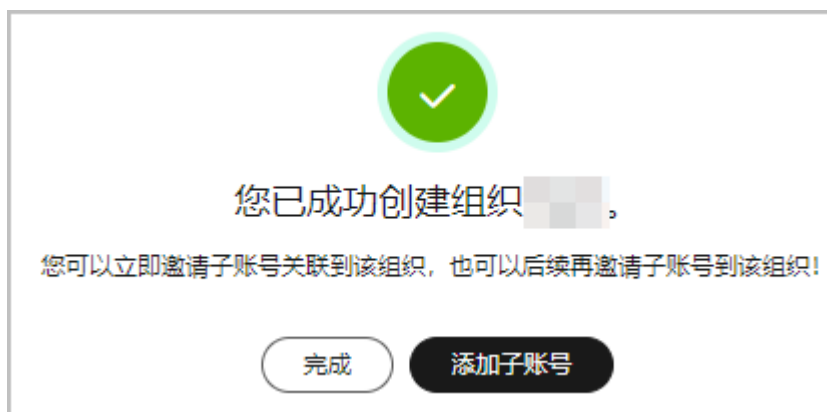 您已成功创建组织 。
您可以立即邀请子账号关联到该组织，也可以后续再邀请子账号到该组织！
完成 添加子账号